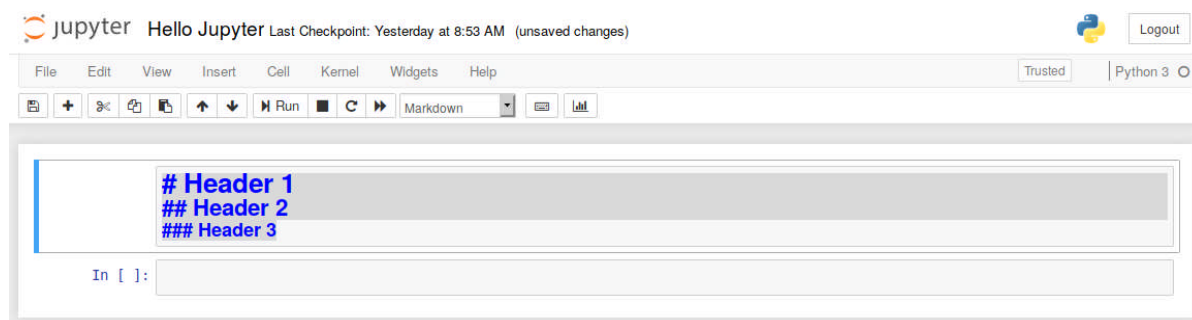 jupyter Hello Jupyter Last Checkpoint: Yesterday at 8:53 AM (unsaved changes) Logout
File Edit View Insert Cell Kernel Widgets Help Trusted Python 3
Run Markdown
# Header 1
## Header 2
### Header 3
In [ ]: